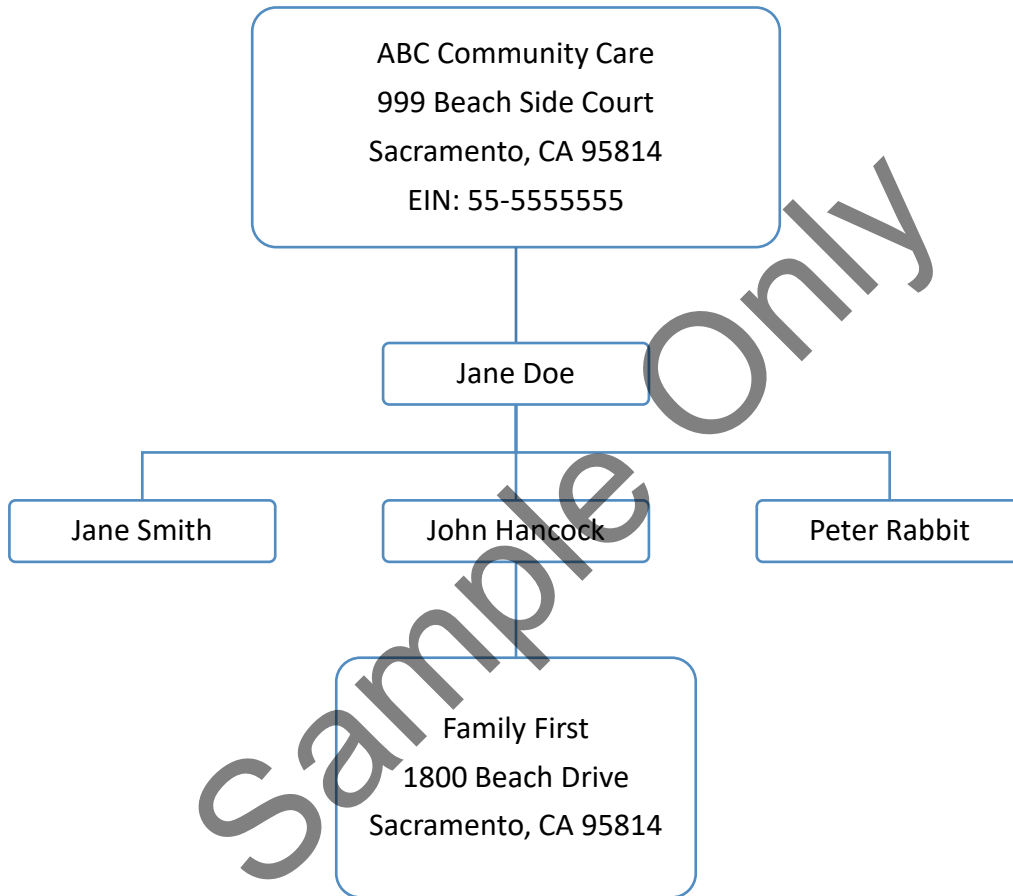 ABC Community Care
999 Beach Side Court
Sacramento, CA 95814
EIN: 55-5555555
Jane Doe
Jane Smith
John Hancock
Peter Rabbit
Family First
1800 Beach Drive
Sacramento, CA 95814
Sample Only